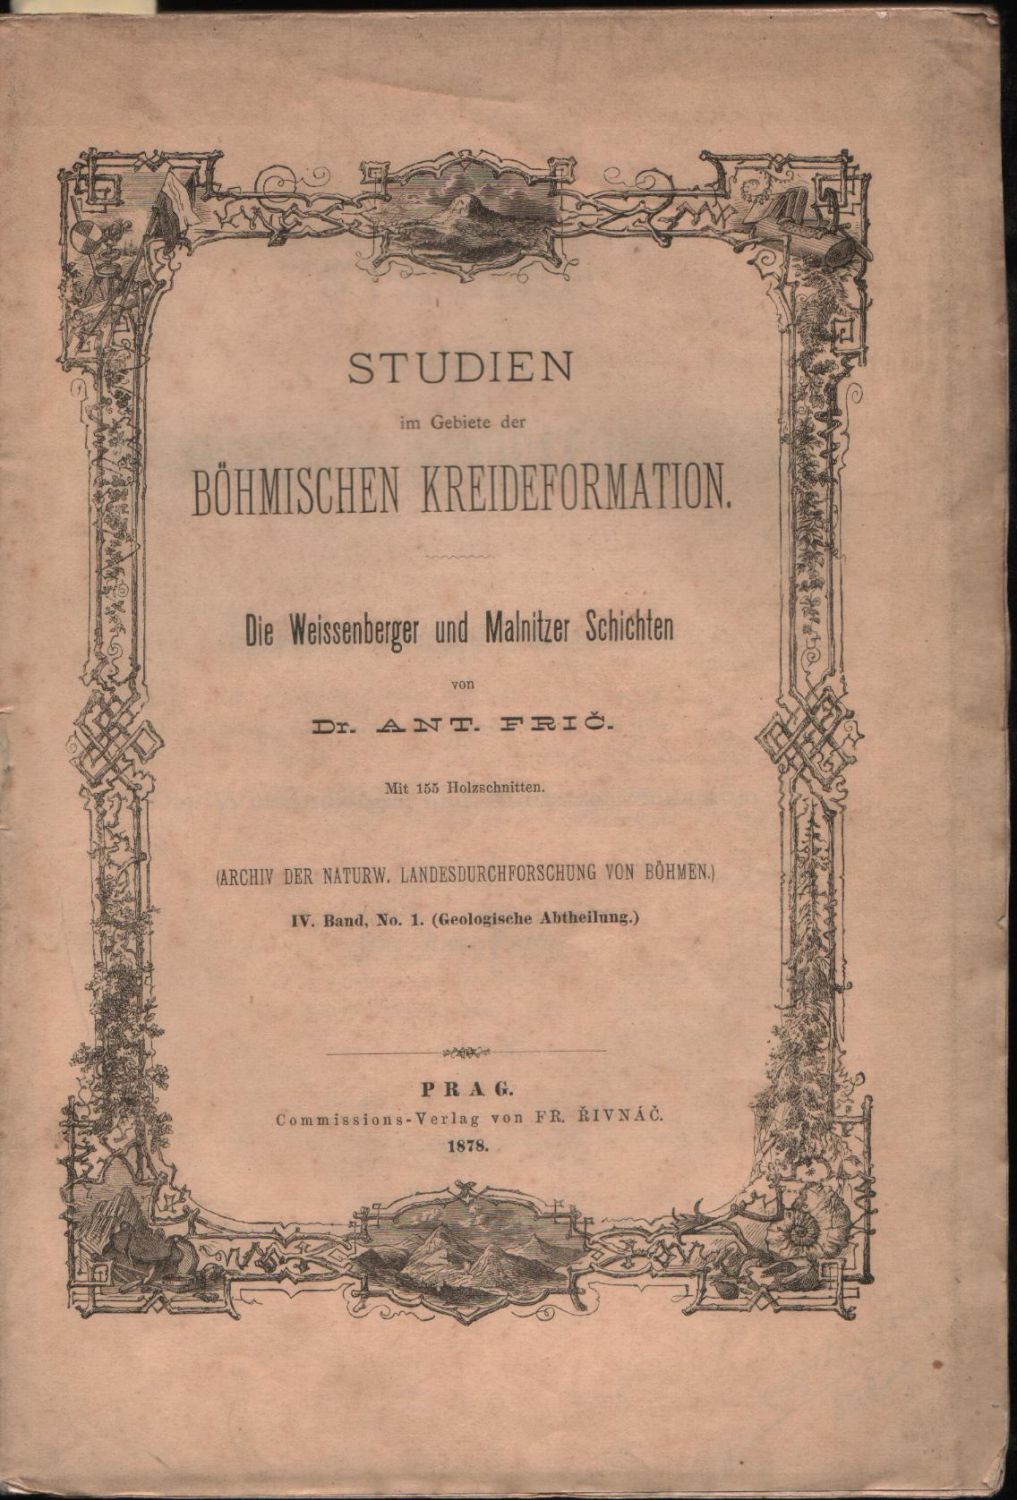 STUDIEN
im Gebiete der
BÖHMISCHEN KREIDEFORMATION.
Die Weissenberger und Malnitzer Schichten
von
Dr. ANT. FRIČ.
Mit 155 Holzschnitten.
(ARCHIV DER NATURW. LANDESDURCHFORSCHUNG VON BÖHMEN.)
IV. Band, No. 1. (Geologische Abtheilung.)
PRAG.
Commissions-Verlag von FR. ŘIVNÁČ.
1878.